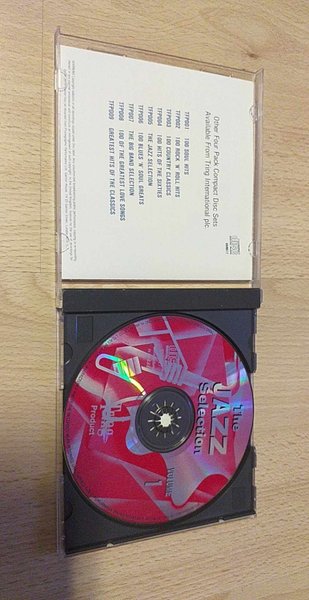 Other Four Pack Compact Disc Sets
Available From Tring International plc.
TFP001 100 SOUL HITS
TFP002 100 ROCK 'N' ROLL HITS
TFP003 100 COUNTRY CLASSICS
TFP004 100 HITS OF THE SIXTIES
TFP005 THE JAZZ SELECTION
TFP006 100 BLUES 'N' SOUL GREATS
TFP007 THE BIG BAND SELECTION
TFP008 100 OF THE GREATEST LOVE SONGS
TFP009 GREATEST HITS OF THE CLASSICS
The
JAZZ
Selection
Volume
1
Product